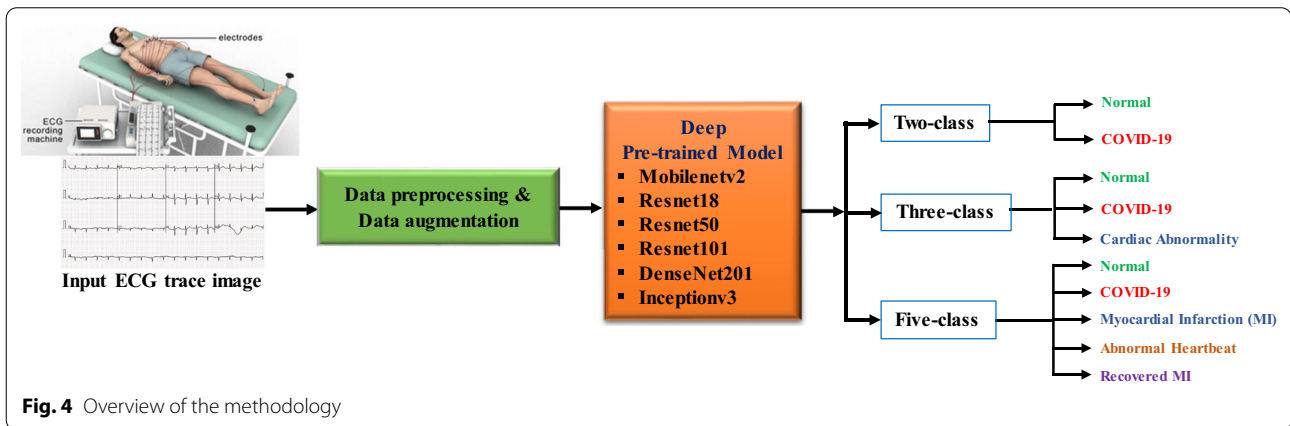 electrodes
ECG
recording
machine
Input ECG trace image
Data preprocessing &
Data augmentation
Deep
Pre-trained Model
▪ Mobilenetv2
▪ Resnet18
▪ Resnet50
▪ Resnet101
▪ DenseNet201
▪ Inceptionv3
Two-class
Normal
COVID-19
Three-class
Normal
COVID-19
Cardiac Abnormality
Five-class
Normal
COVID-19
Myocardial Infarction (MI)
Abnormal Heartbeat
Recovered MI
Fig. 4 Overview of the methodology